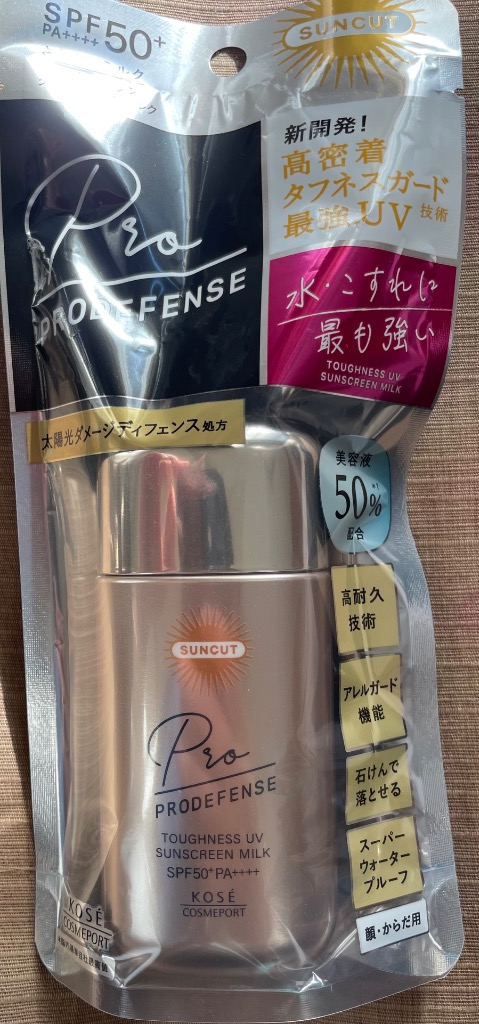 SPF50+
PA++++
SUNCUT
新開発！
高密着
タフネスガード
最強UV技術
Pro
PRODEFENSE
水・こすれに
最も強い
TOUGHNESS UV
SUNSCREEN MILK
太陽光ダメージディフェンス処方
美容液
50%
配合
高耐久
技術
アレルガード
機能
石けんで
落とせる
スーパー
ウォーター
プルーフ
顔・からだ用
SUNCUT
Pro
PRODEFENSE
TOUGHNESS UV
SUNSCREEN MILK
SPF50+ PA++++
KOSÉ
COSMEPORT
KOSÉ
COSMEPORT